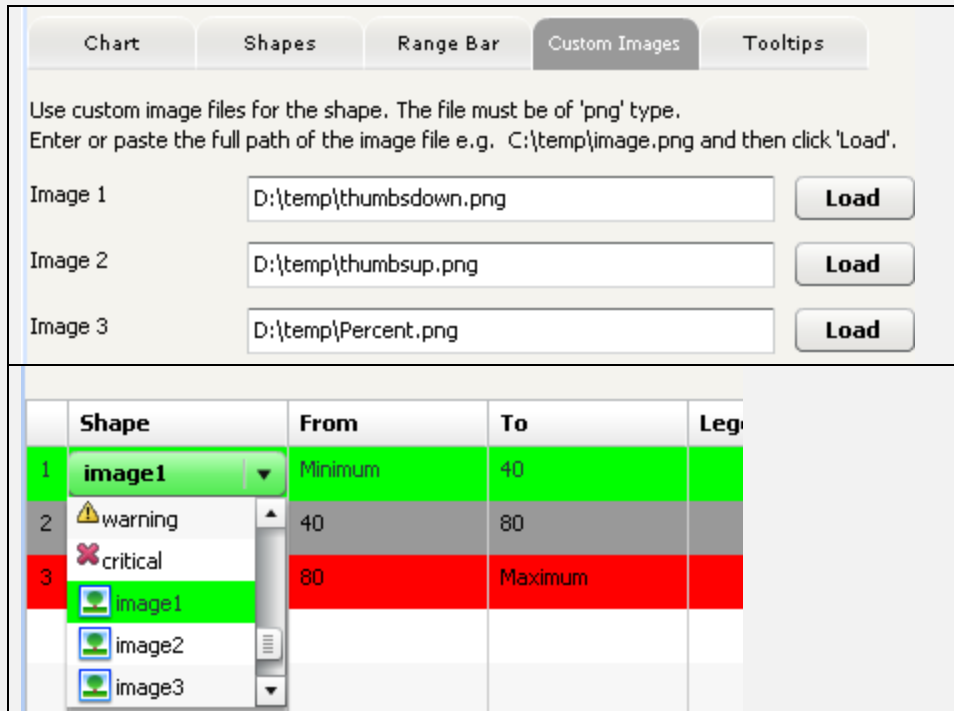 Chart Shapes Range Bar Custom Images Tooltips
Use custom image files for the shape. The file must be of 'png' type.
Enter or paste the full path of the image file e.g. C:\temp\image.png and then click 'Load'.
Image 1 D:\temp\thumbsdown.png Load
Image 2 D:\temp\thumbsup.png Load
Image 3 D:\temp\Percent.png Load
Shape From To Leg
1 image1 Minimum 40
2 warning 40 80
critical
3 80 Maximum
image1
image2
image3